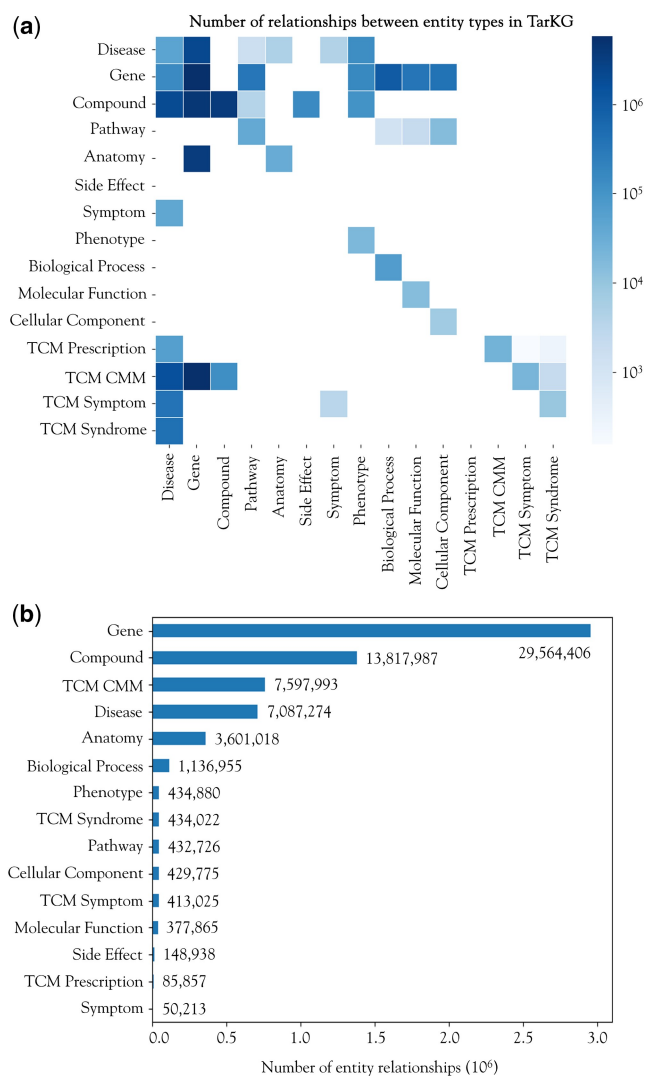 (a)
Number of relationships between entity types in TarKG
Disease
Gene
Compound
Pathway
Anatomy
Side Effect
Symptom
Phenotype
Biological Process
Molecular Function
Cellular Component
TCM Prescription
TCM CMM
TCM Symptom
TCM Syndrome
Disease
Gene
Compound
Pathway
Anatomy
Side Effect
Symptom
Phenotype
Biological Process
Molecular Function
Cellular Component
TCM Prescription
TCM CMM
TCM Symptom
TCM Syndrome
10⁶
10⁵
10⁴
10³
(b)
Gene 29,564,406
Compound 13,817,987
TCM CMM 7,597,993
Disease 7,087,274
Anatomy 3,601,018
Biological Process 1,136,955
Phenotype 434,880
TCM Syndrome 434,022
Pathway 432,726
Cellular Component 429,775
TCM Symptom 413,025
Molecular Function 377,865
Side Effect 148,938
TCM Prescription 85,857
Symptom 50,213
0.0 0.5 1.0 1.5 2.0 2.5 3.0
Number of entity relationships (10⁶)